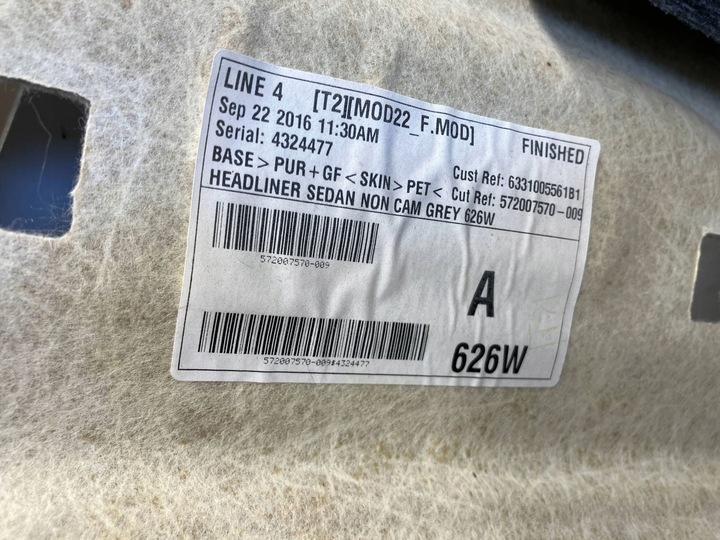 LINE 4 [T2][MOD22_F.MOD]
Sep 22 2016 11:30AM FINISHED
Serial: 4324477
BASE > PUR + GF < SKIN > PET < Cust Ref: 6331005561B1
Cut Ref: 572007570-009
HEADLINER SEDAN NON CAM GREY 626W
572007570-009
A
572007570-009#4324477
626W